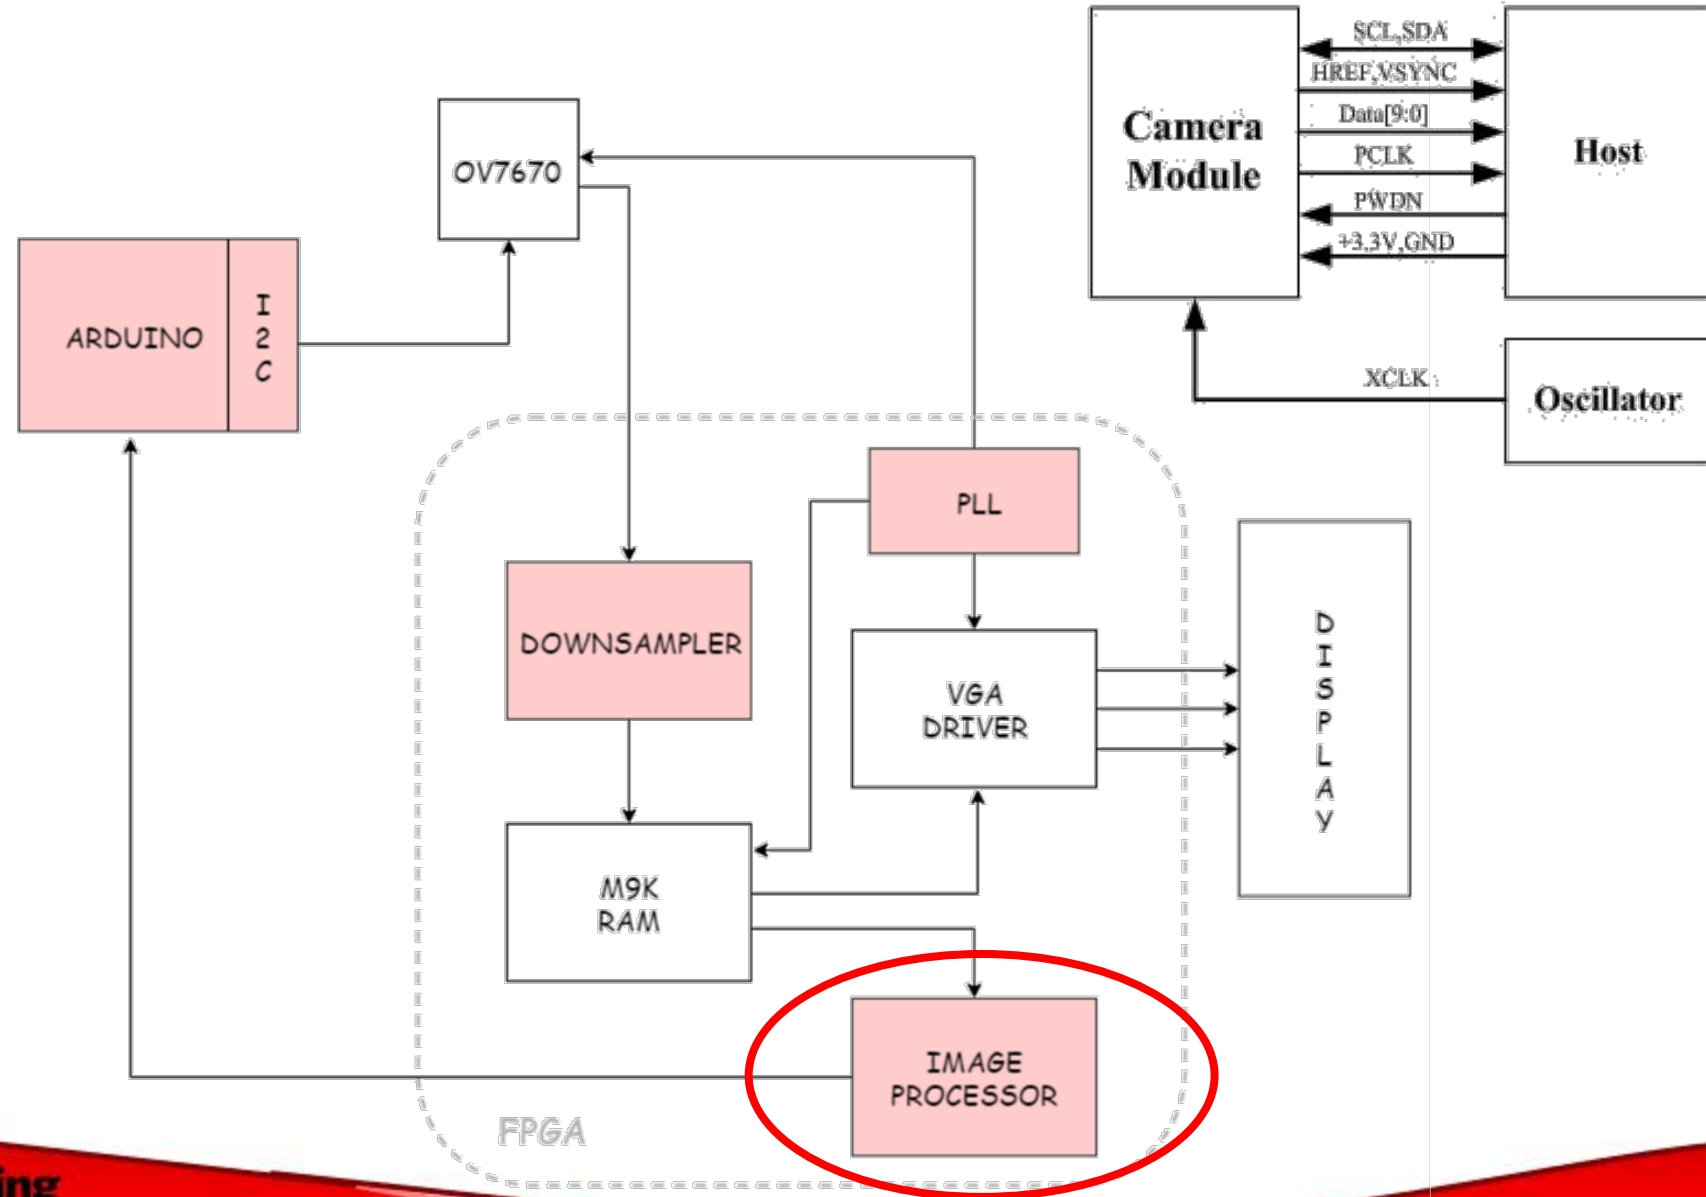 SCL,SDA
HREF,VSYNC
Data[9:0]
PCLK
PWDN
+3.3V,GND
Camera
Module
Host
XCLK
Oscillator
OV7670
ARDUINO
I
2
C
PLL
DOWNSAMPLER
VGA
DRIVER
D
I
S
P
L
A
Y
M9K
RAM
IMAGE
PROCESSOR
FPGA
ing